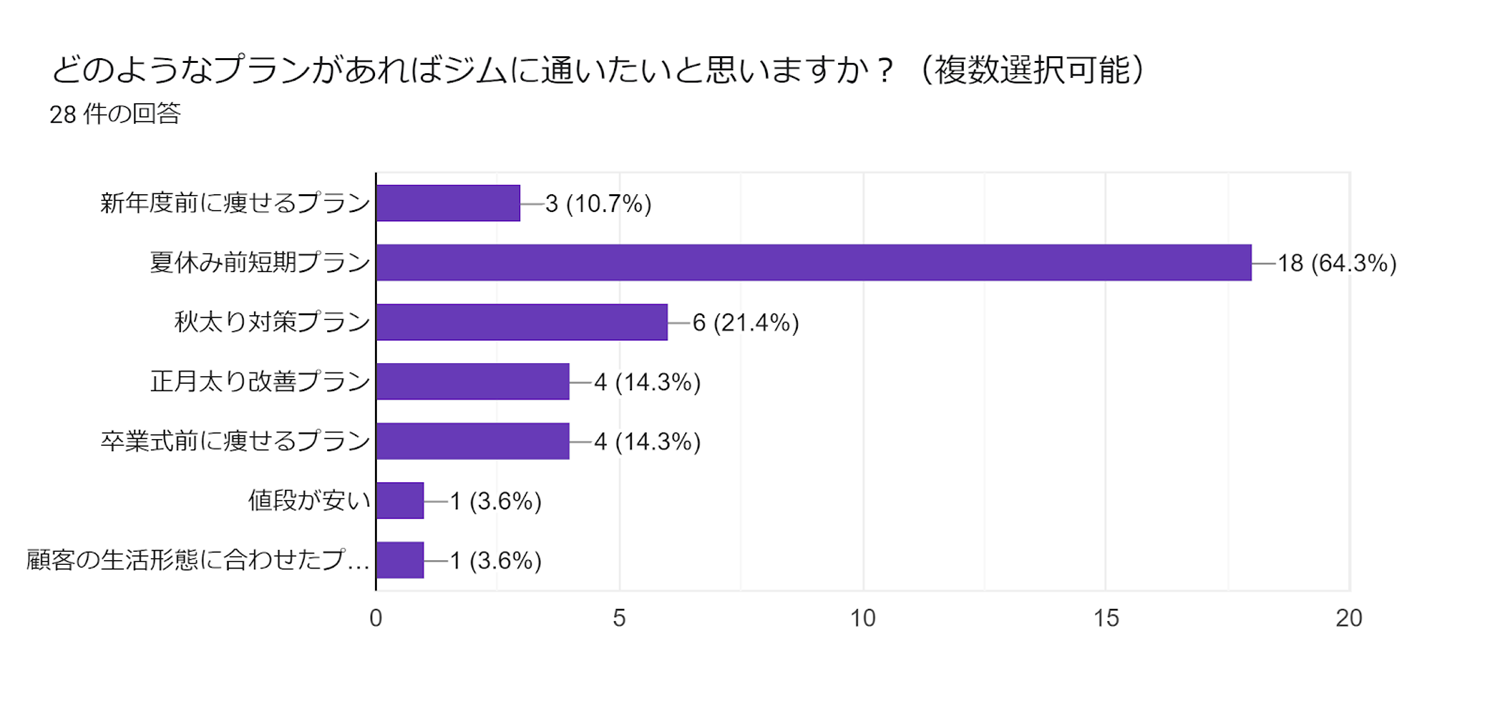 どのようなプランがあればジムに通いたいと思いますか？（複数選択可能）
28 件の回答
新年度前に痩せるプラン
3 (10.7%)
夏休み前短期プラン
18 (64.3%)
秋太り対策プラン
6 (21.4%)
正月太り改善プラン
4 (14.3%)
卒業式前に痩せるプラン
4 (14.3%)
値段が安い
1 (3.6%)
顧客の生活形態に合わせたプ…
1 (3.6%)
0 5 10 15 20